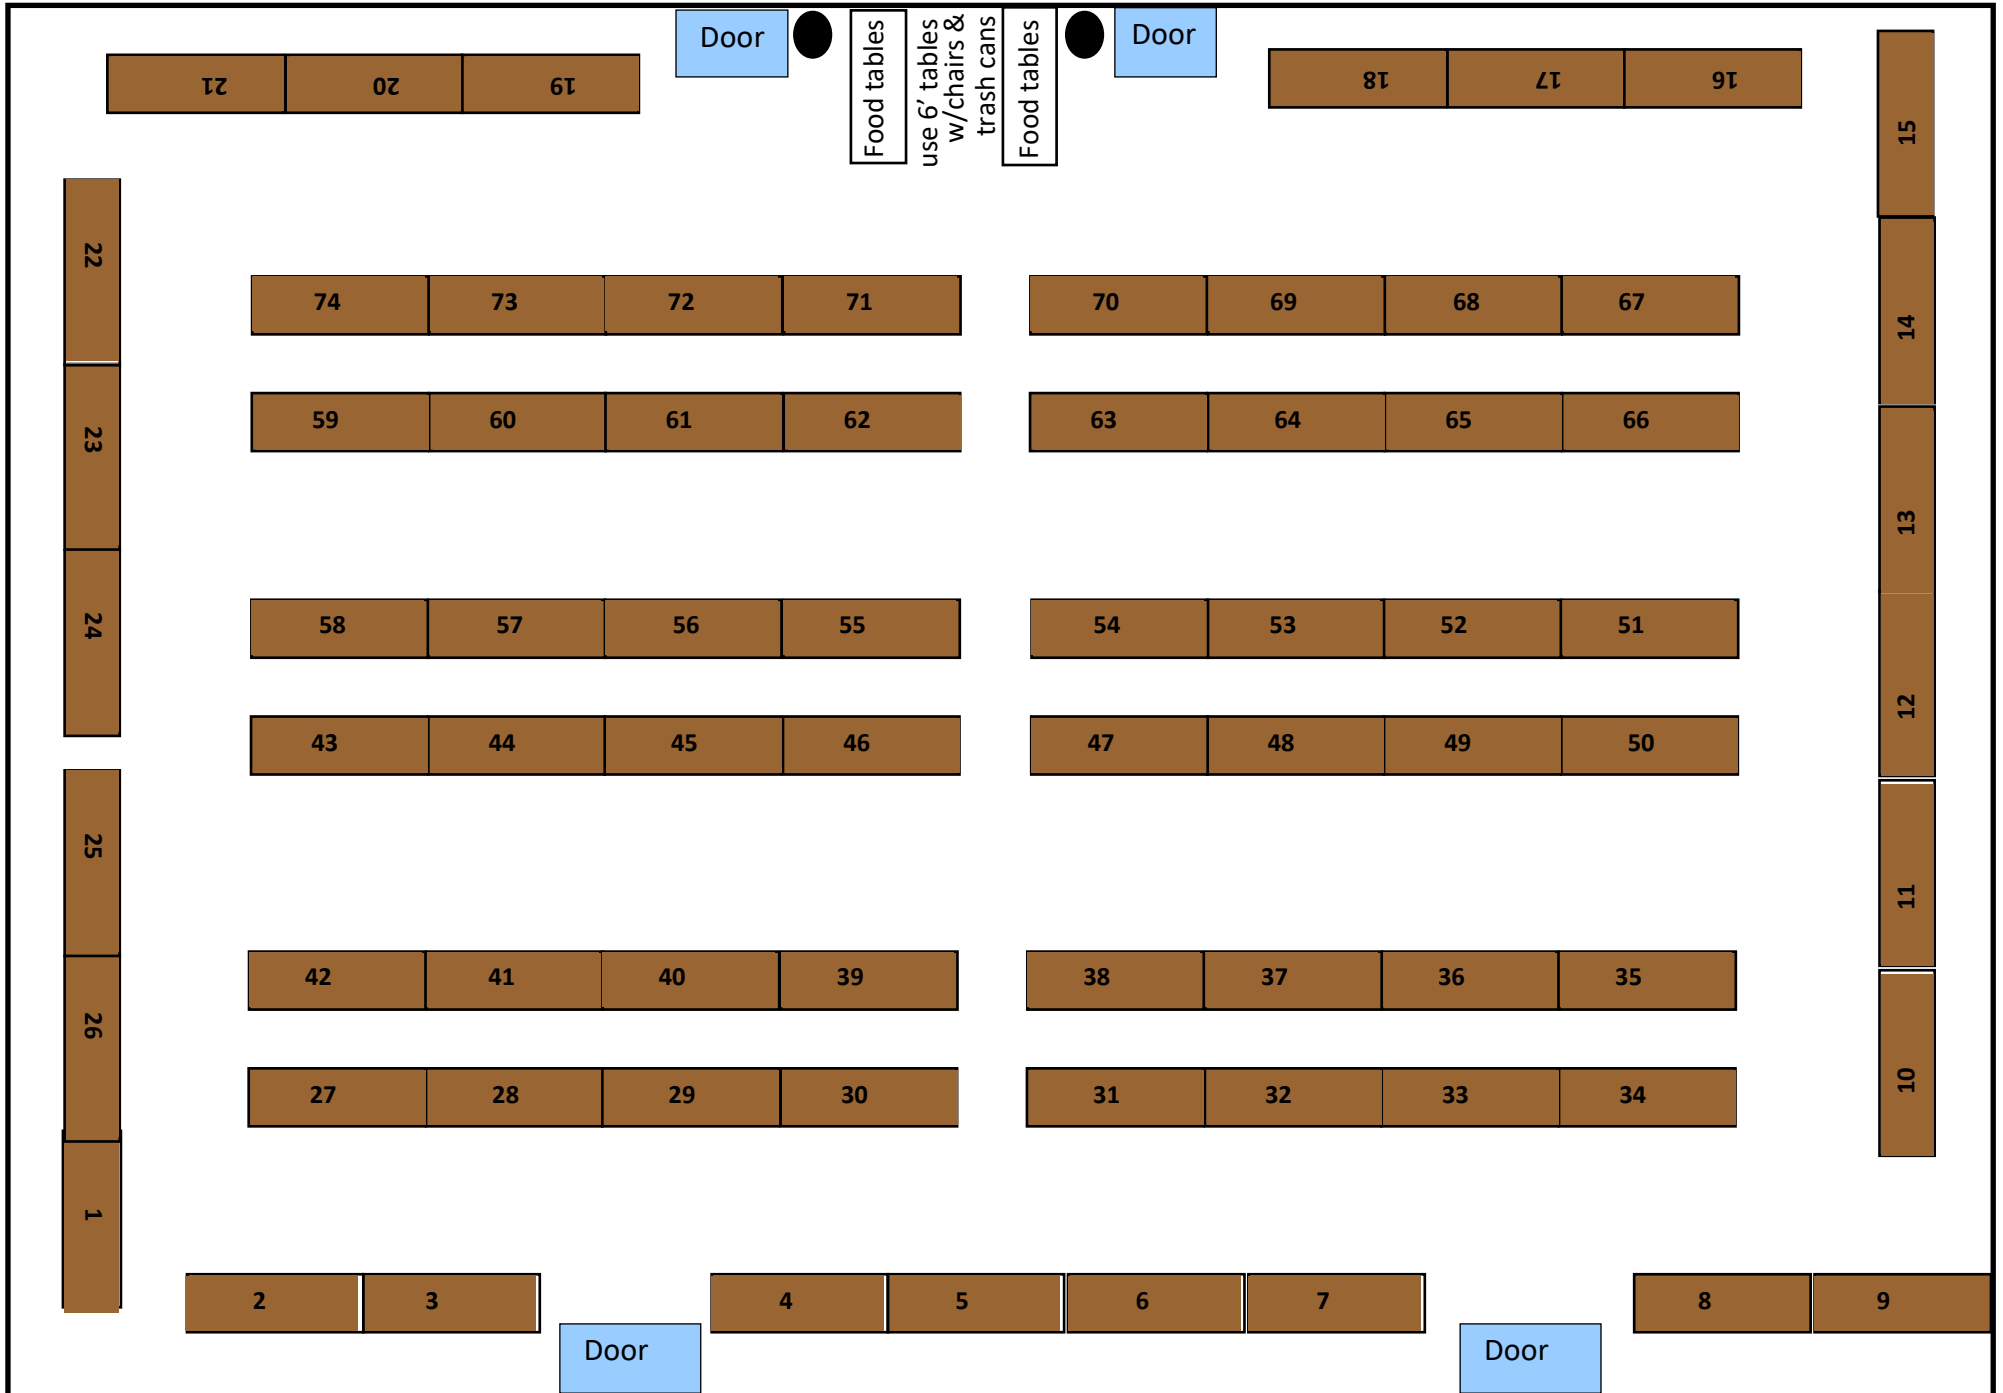 Door
Food tables
use 6’ tables
w/chairs &
trash cans
Food tables
Door
21 20 19
18 17 16
15
22
74 73 72 71
70 69 68 67
14
23
59 60 61 62
63 64 65 66
13
24
58 57 56 55
54 53 52 51
12
43 44 45 46
47 48 49 50
25
11
42 41 40 39
38 37 36 35
26
10
27 28 29 30
31 32 33 34
1
2 3
4 5 6 7
8 9
Door
Door